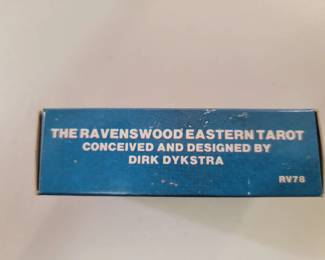 THE RAVENSWOOD EASTERN TAROT
CONCEIVED AND DESIGNED BY
DIRK DYKSTRA
RV78